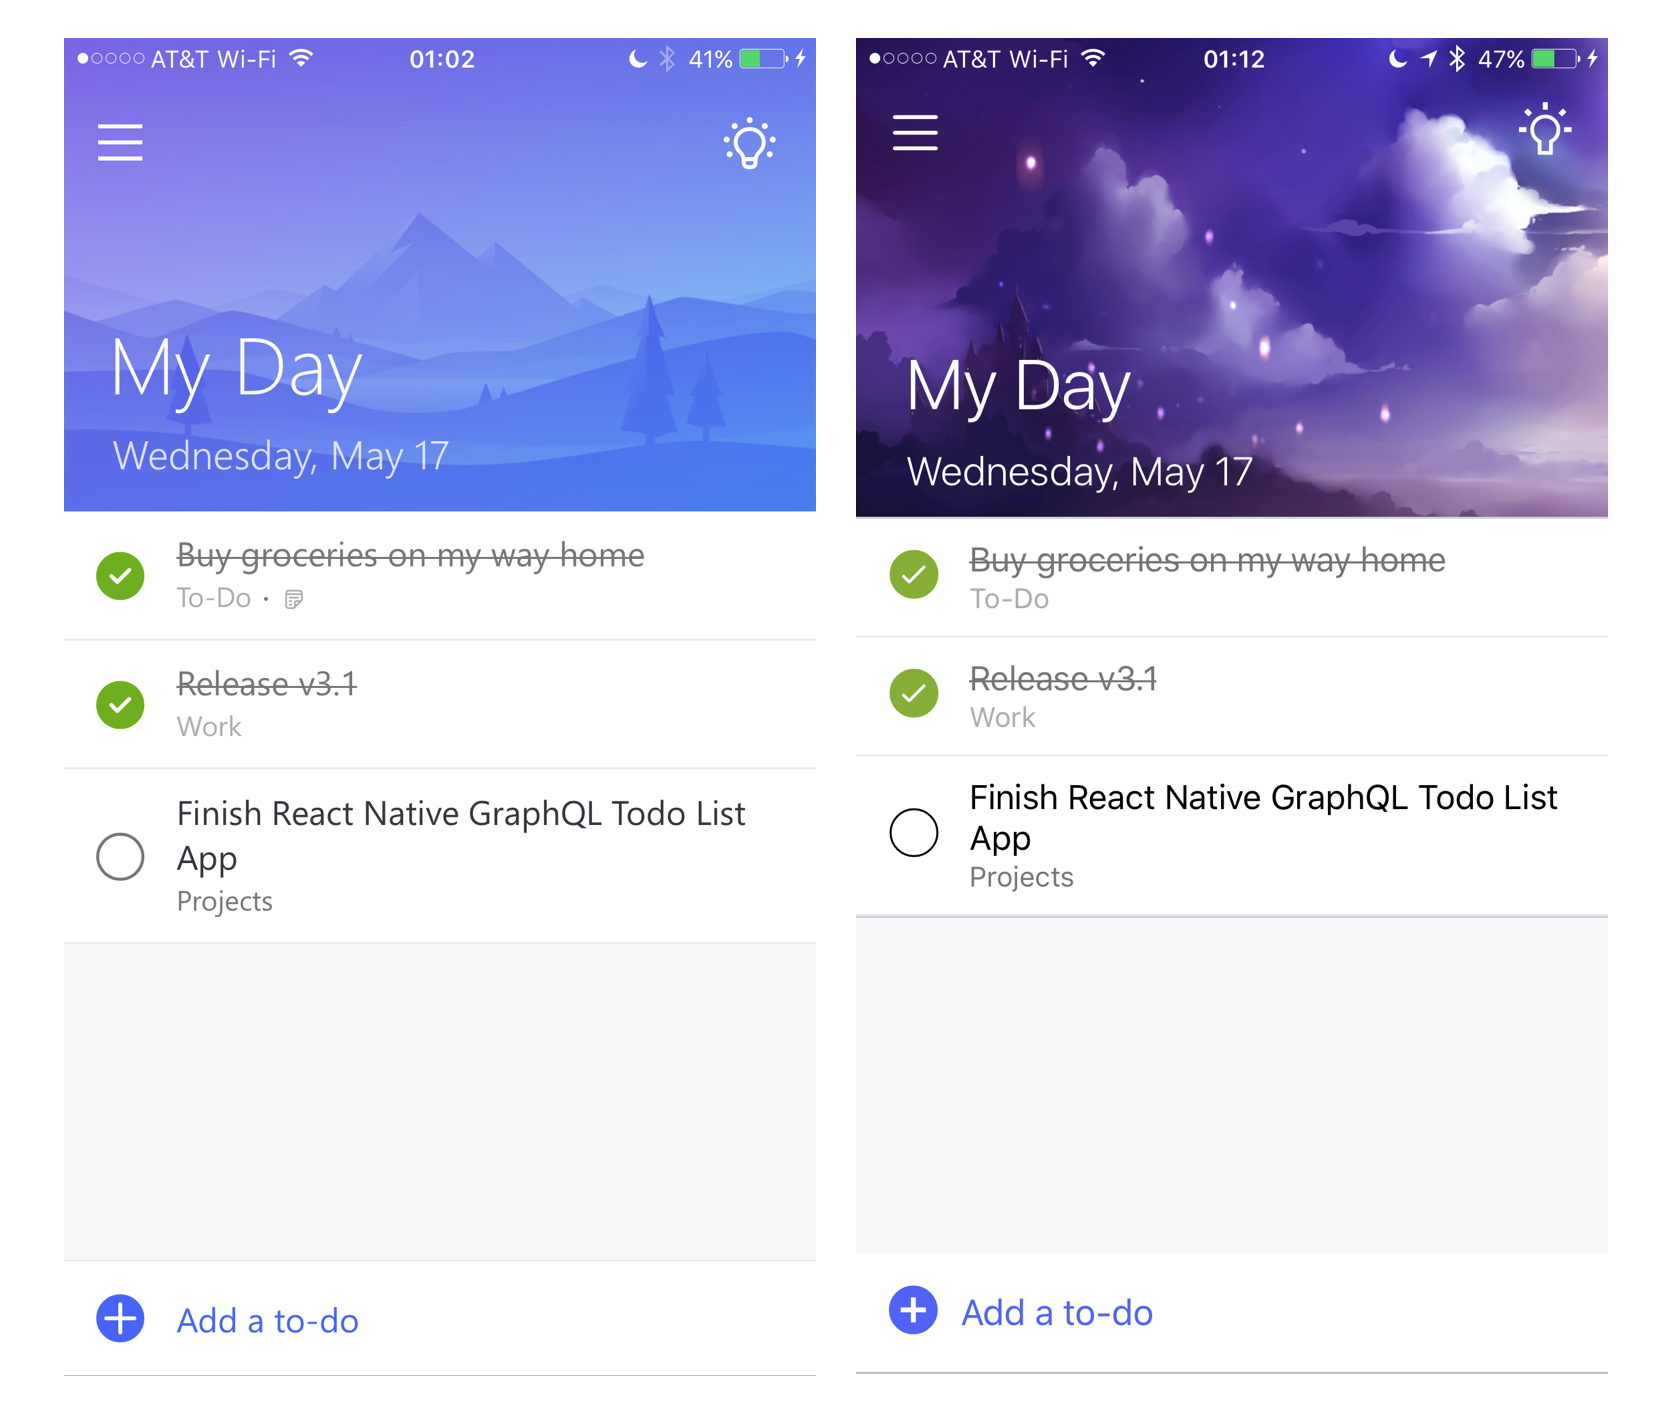 AT&T Wi-Fi 01:02 41%
My Day
Wednesday, May 17
Buy groceries on my way home
To-Do •
Release v3.1
Work
Finish React Native GraphQL Todo List
App
Projects
Add a to-do
AT&T Wi-Fi 01:12 47%
My Day
Wednesday, May 17
Buy groceries on my way home
To-Do
Release v3.1
Work
Finish React Native GraphQL Todo List
App
Projects
Add a to-do